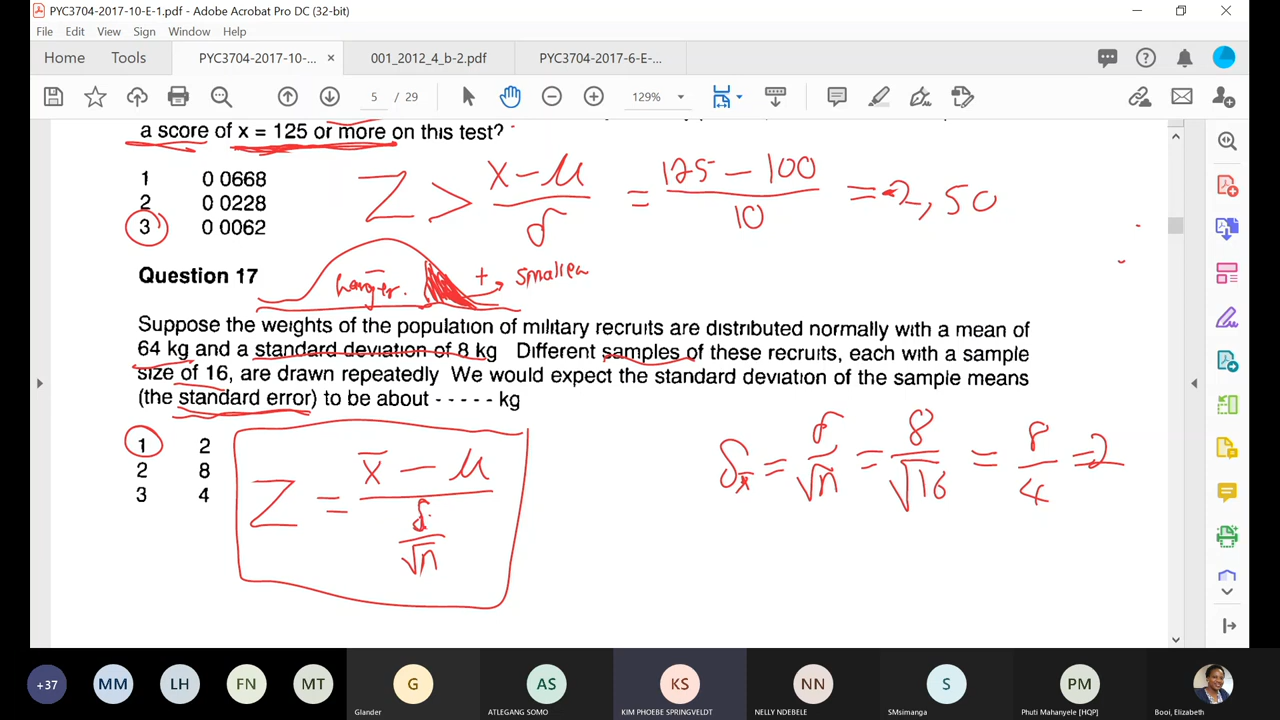 PYC3704-2017-10-E-1.pdf - Adobe Acrobat Pro DC (32-bit)
File Edit View Sign Window Help
Home Tools PYC3704-2017-10-... × 001_2012_4_b-2.pdf PYC3704-2017-6-E-...
5 / 29 129%
a score of x = 125 or more on this test?
1 0 0668
2 0 0228
3 0 0062
Z > x - μ / σ = 125 - 100 / 10 = 2,50
Question 17
larger. + smaller
Suppose the weights of the population of military recruits are distributed normally with a mean of
64 kg and a standard deviation of 8 kg Different samples of these recruits, each with a sample
size of 16, are drawn repeatedly We would expect the standard deviation of the sample means
(the standard error) to be about - - - - - kg
1 2
2 8
3 4
Z = x̄ - μ / σ / √n
σx̄ = σ / √n = 8 / √16 = 8 / 4 = 2
+37 MM LH FN MT G AS KS NN S PM
Glander ATLEGANG SOMO KIM PHOEBE SPRINGVELDT NELLY NDEBELE SMsimanga Phuti Mahanyele [HQP] Booi, Elizabeth